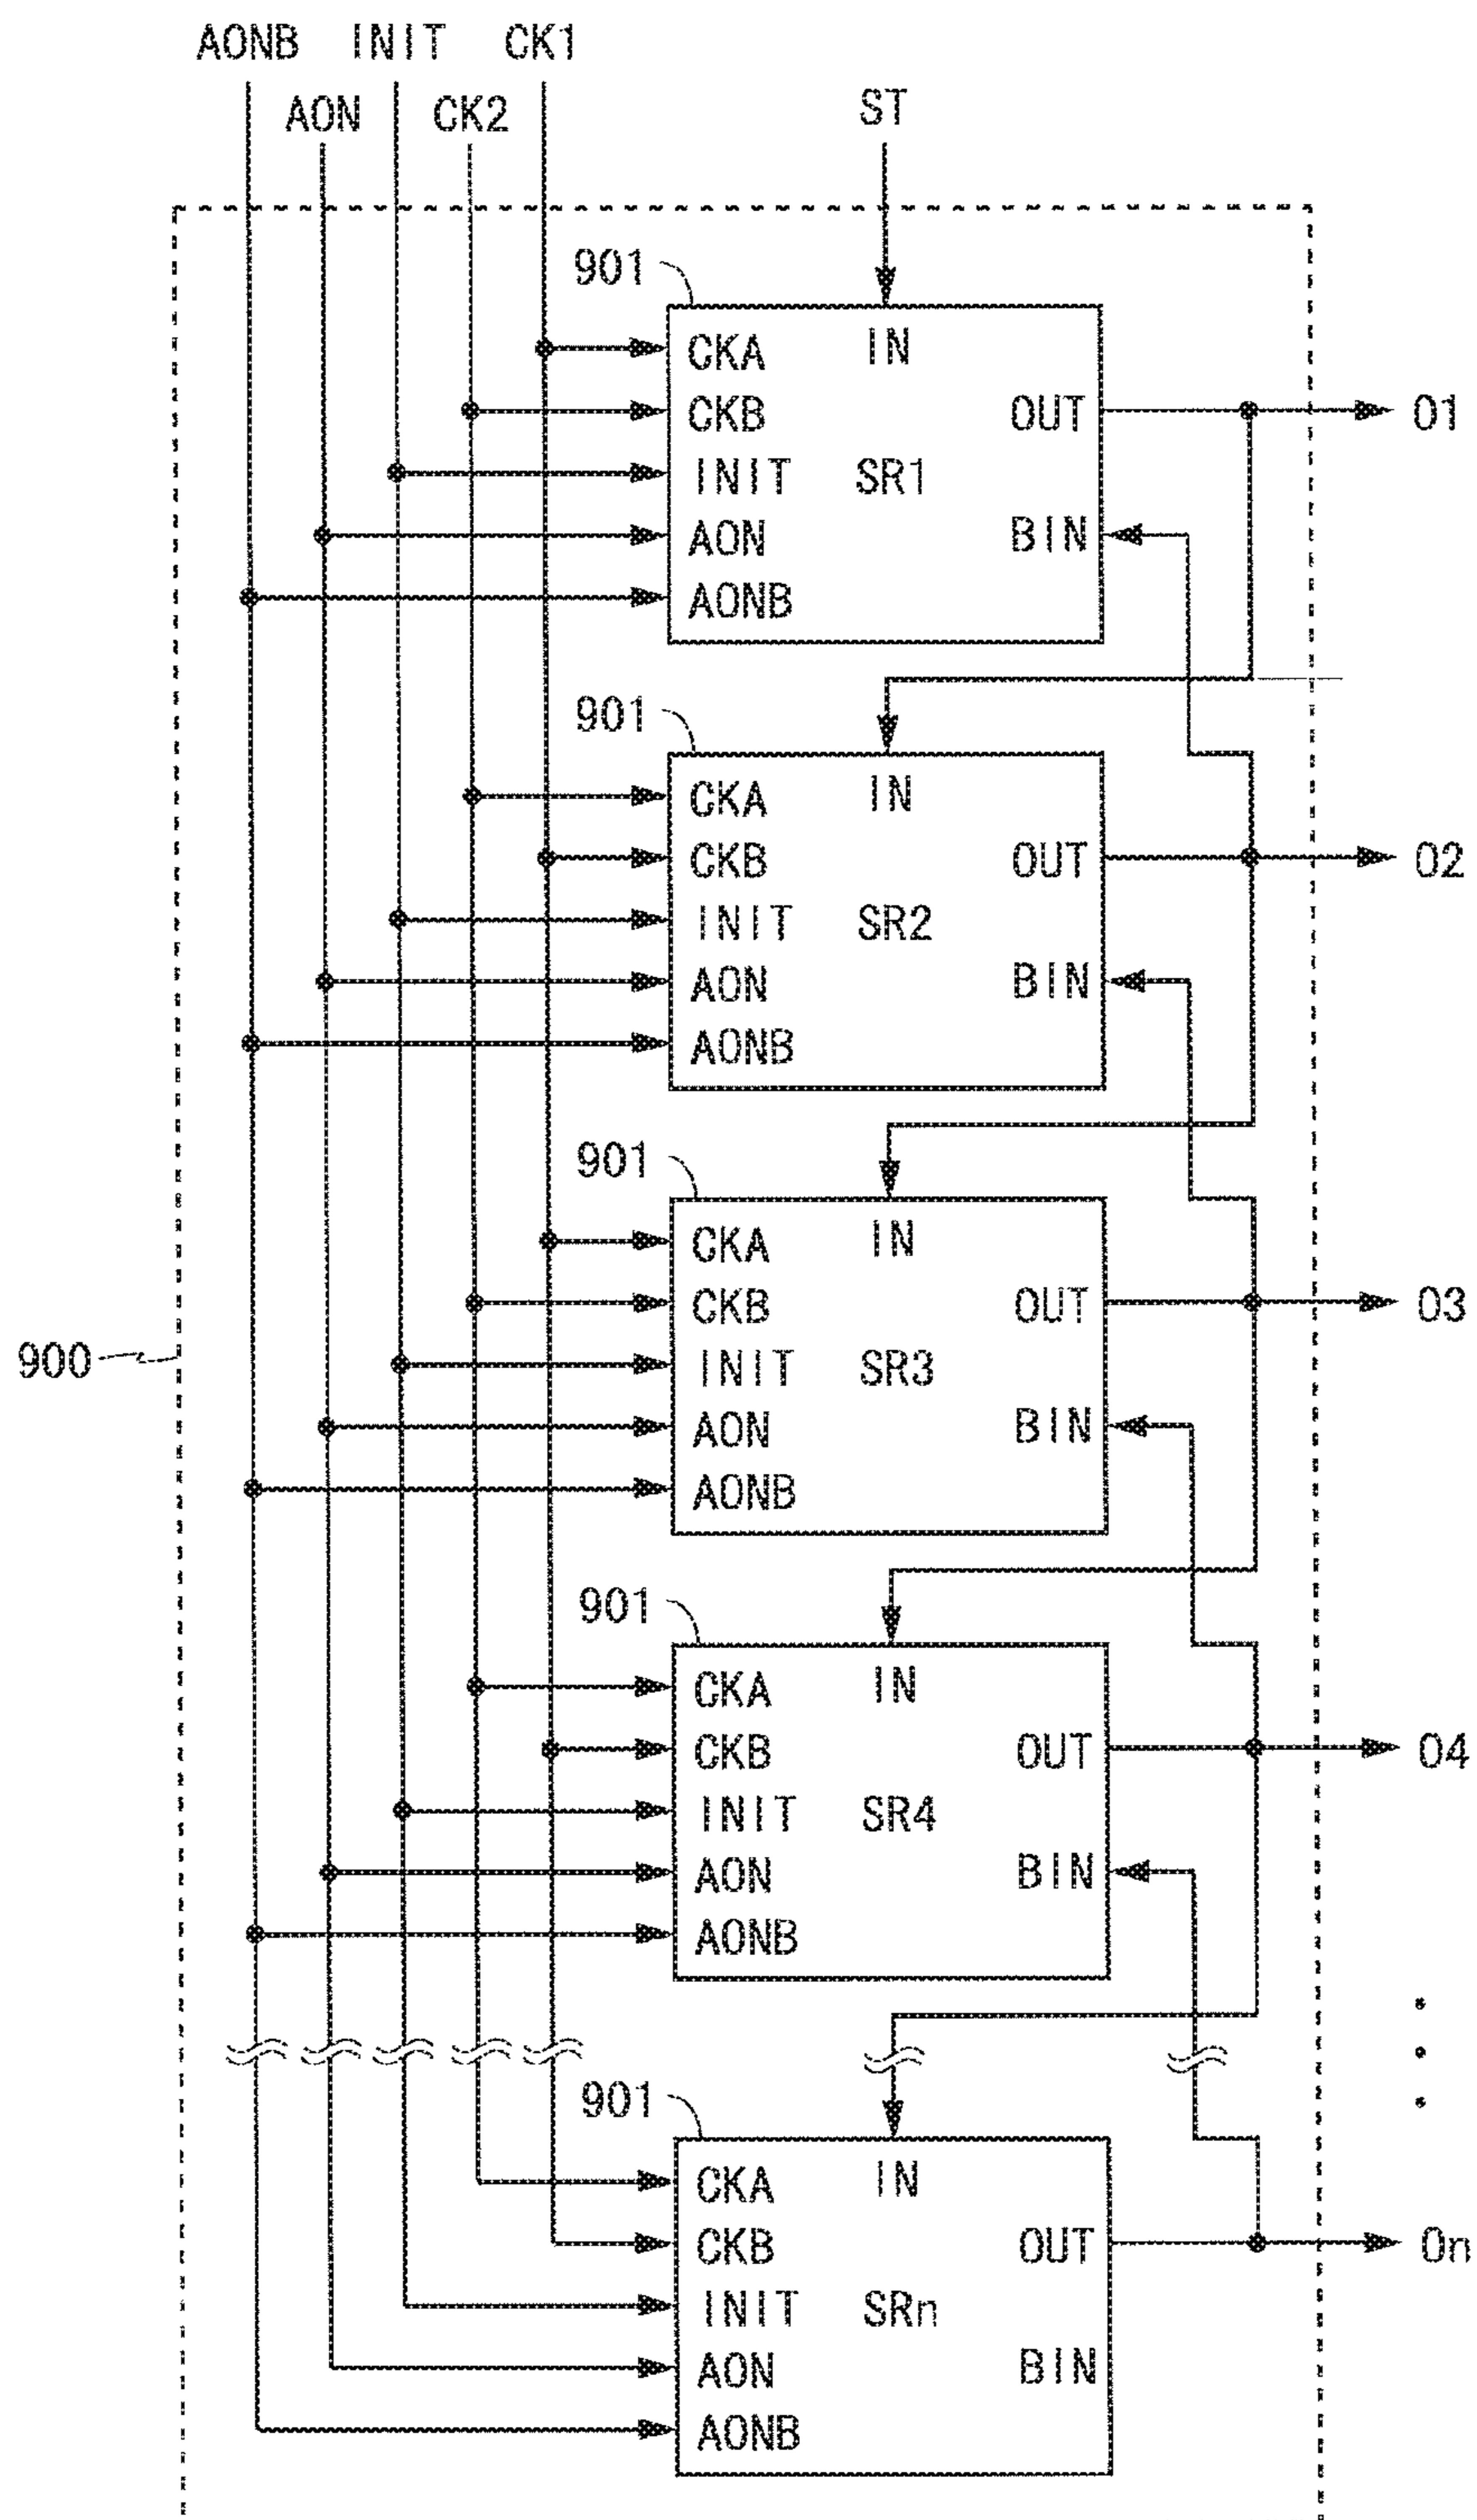 AONB INIT CK1
AON CK2 ST
901
CKA IN
CKB OUT O1
INIT SR1
AON BIN
AONB
901
CKA IN
CKB OUT O2
INIT SR2
AON BIN
AONB
901
CKA IN
CKB OUT O3
900 INIT SR3
AON BIN
AONB
901
CKA IN
CKB OUT O4
INIT SR4
AON BIN
AONB
901
CKA IN
CKB OUT On
INIT SRn
AON BIN
AONB